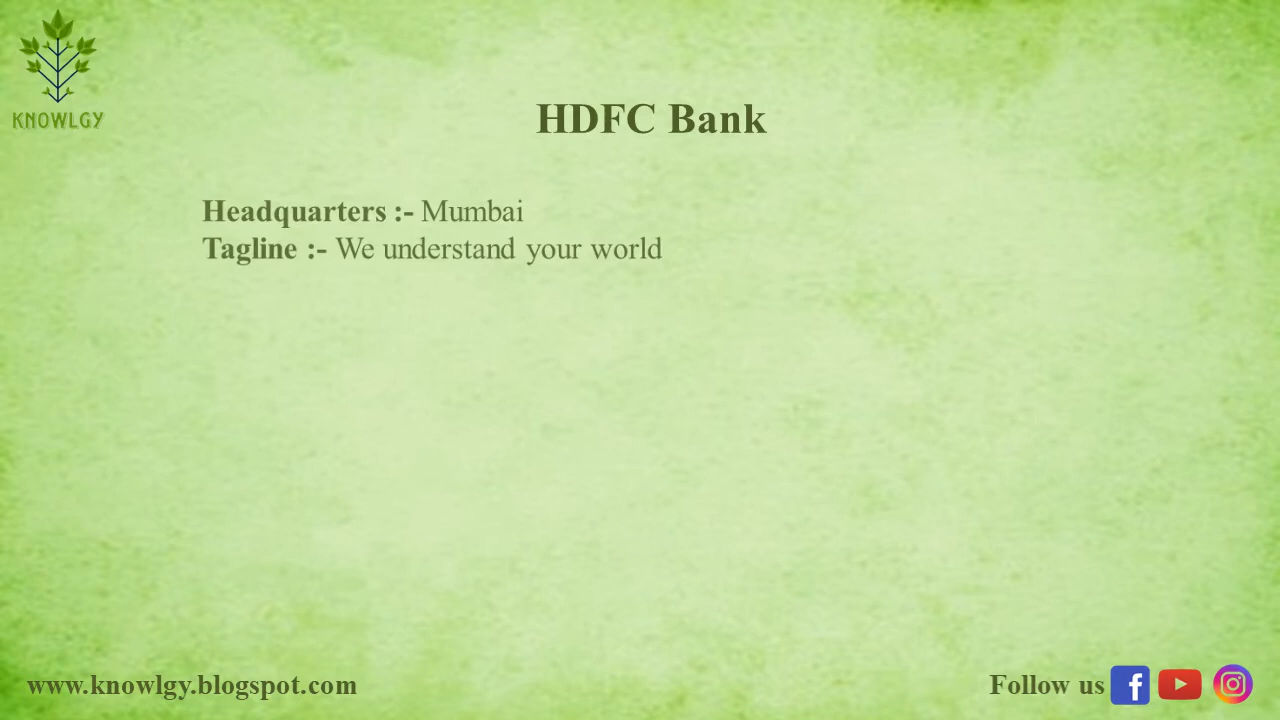 KNOWLGY
HDFC Bank
Headquarters :- Mumbai
Tagline :- We understand your world
www.knowlgy.blogspot.com
Follow us